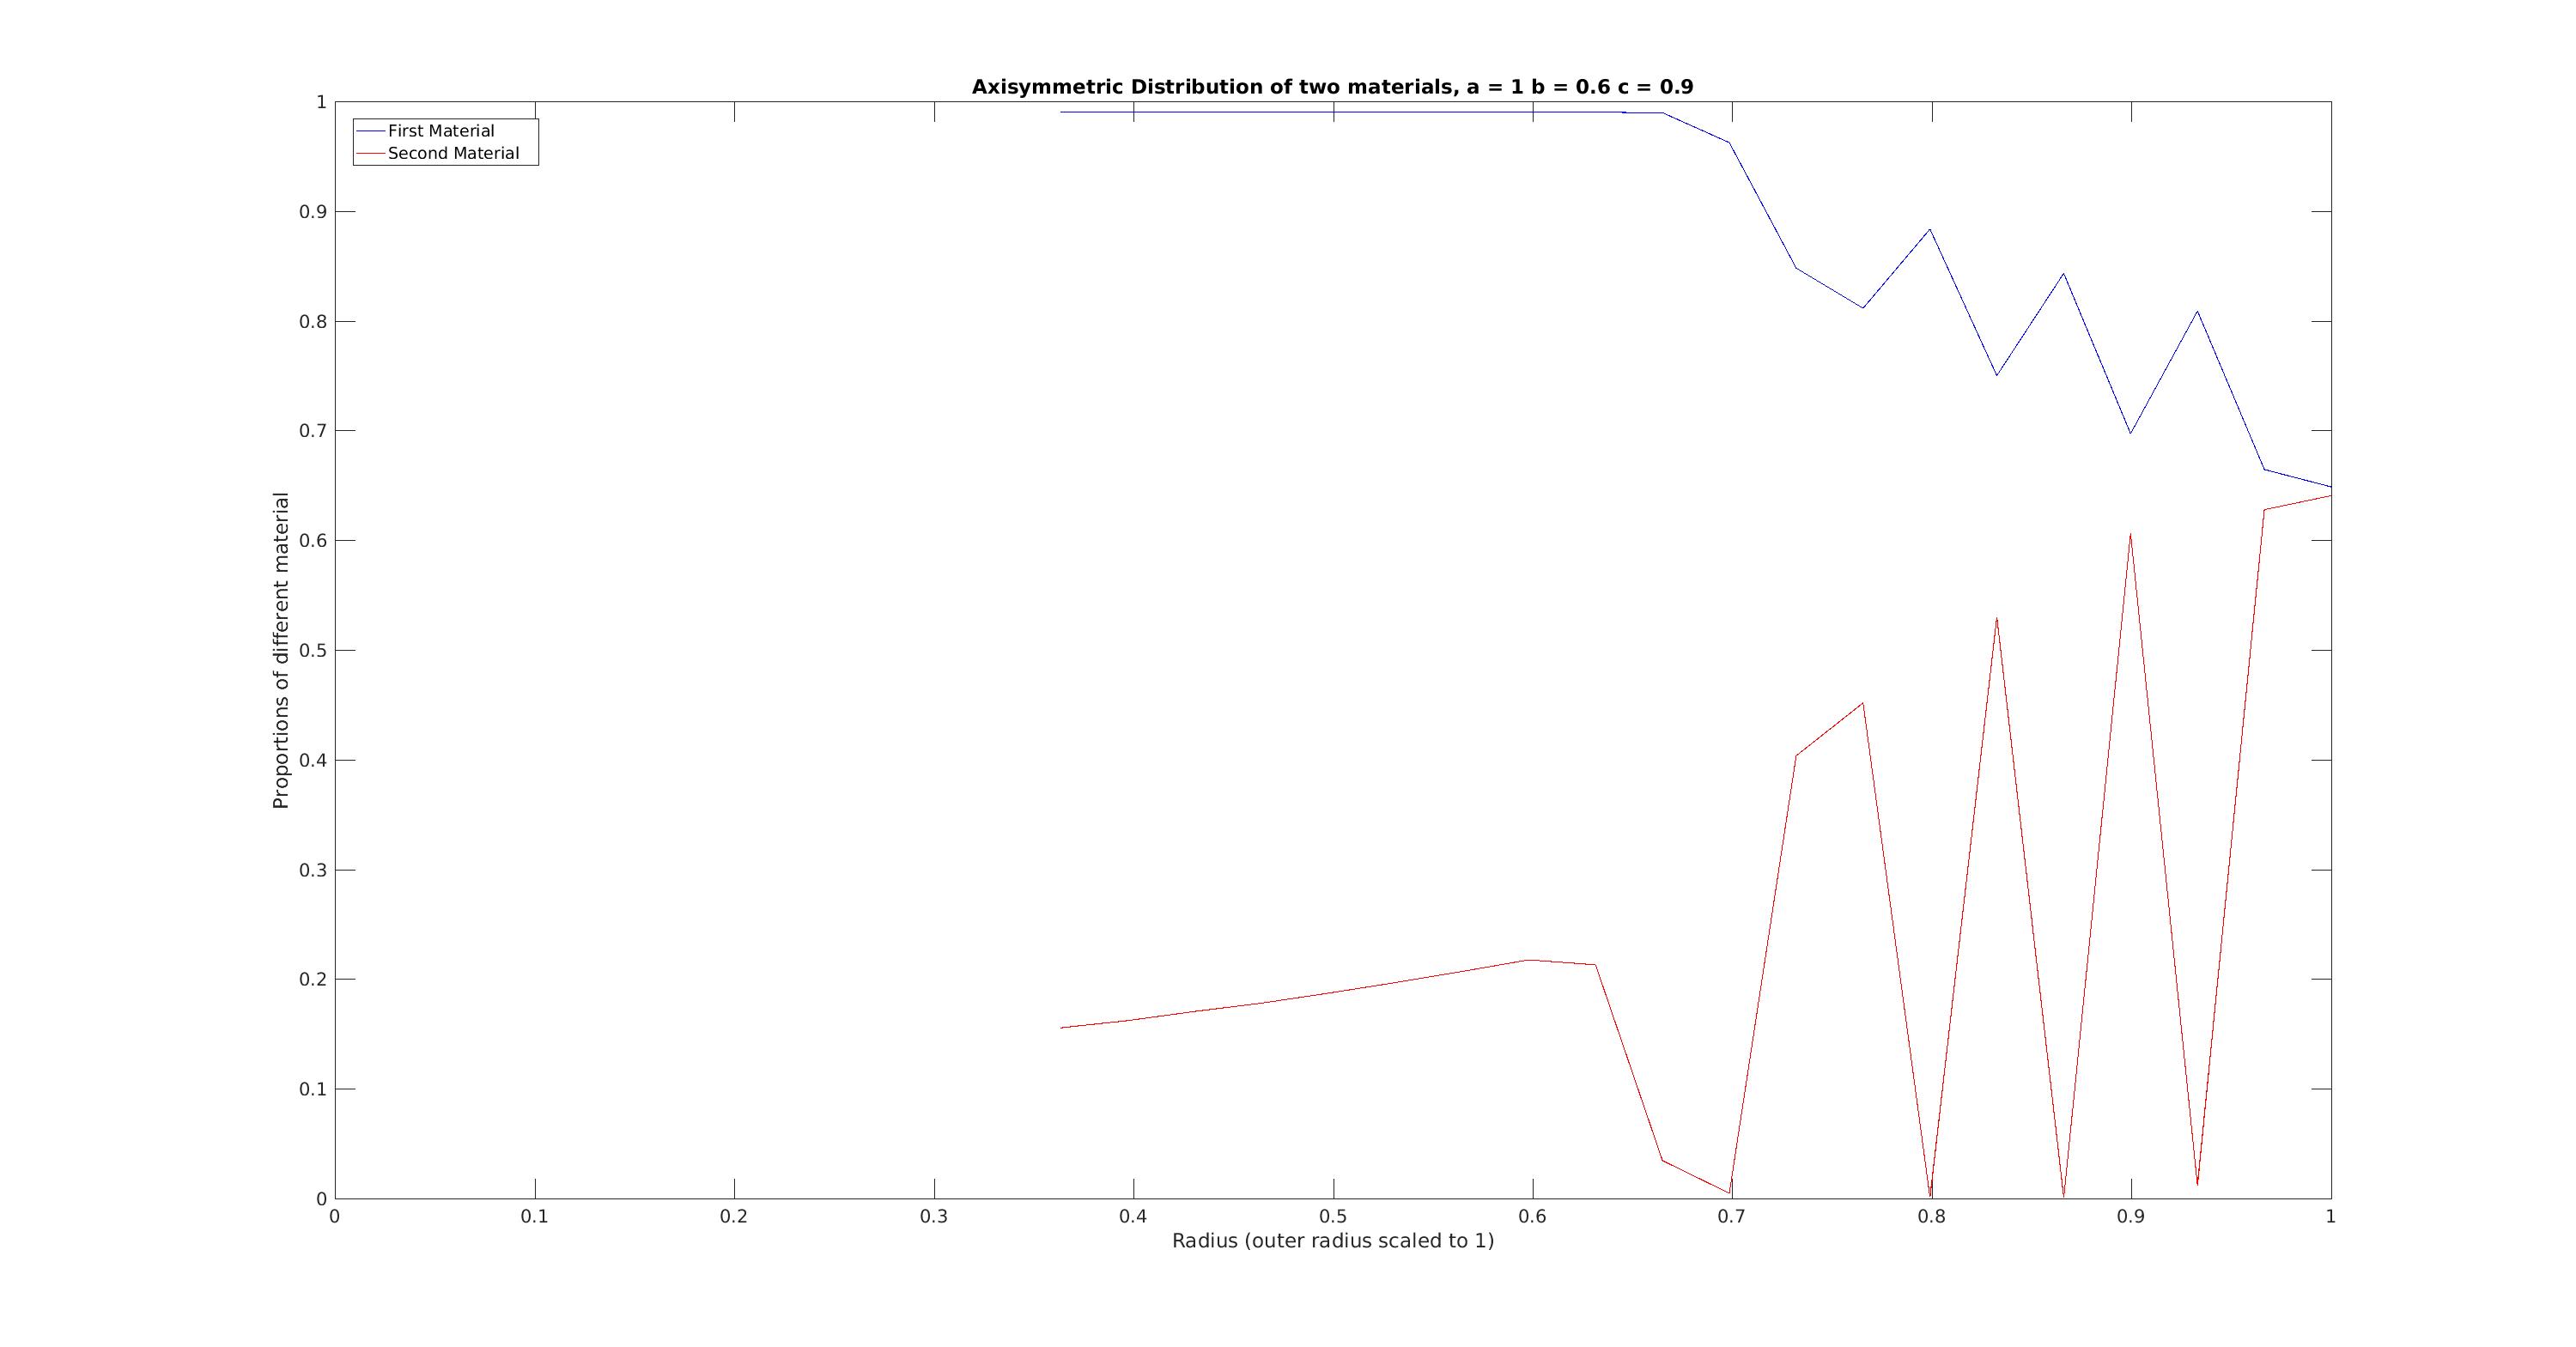 Axisymmetric Distribution of two materials, a = 1 b = 0.6 c = 0.9
First Material
Second Material
Proportions of different material
1
0.9
0.8
0.7
0.6
0.5
0.4
0.3
0.2
0.1
0
0 0.1 0.2 0.3 0.4 0.5 0.6 0.7 0.8 0.9 1
Radius (outer radius scaled to 1)